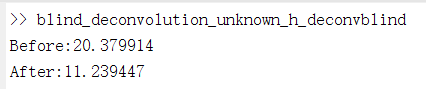 >> blind_deconvolution_unknown_h_deconvblind
Before:20.379914
After:11.239447